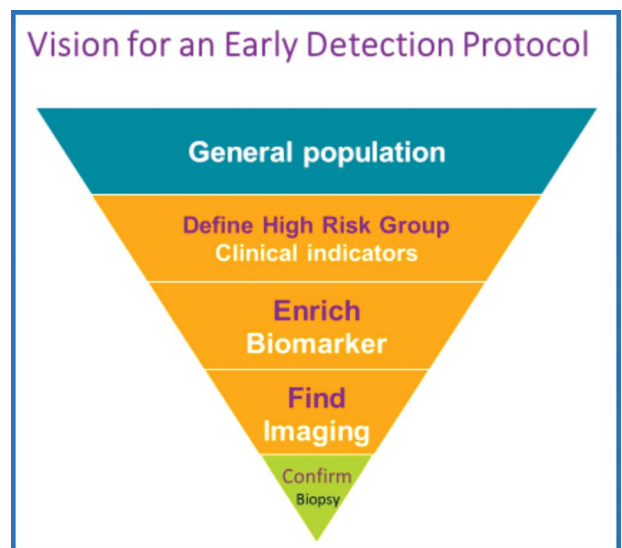 Vision for an Early Detection Protocol
General population
Define High Risk Group
Clinical indicators
Enrich
Biomarker
Find
Imaging
Confirm
Biopsy